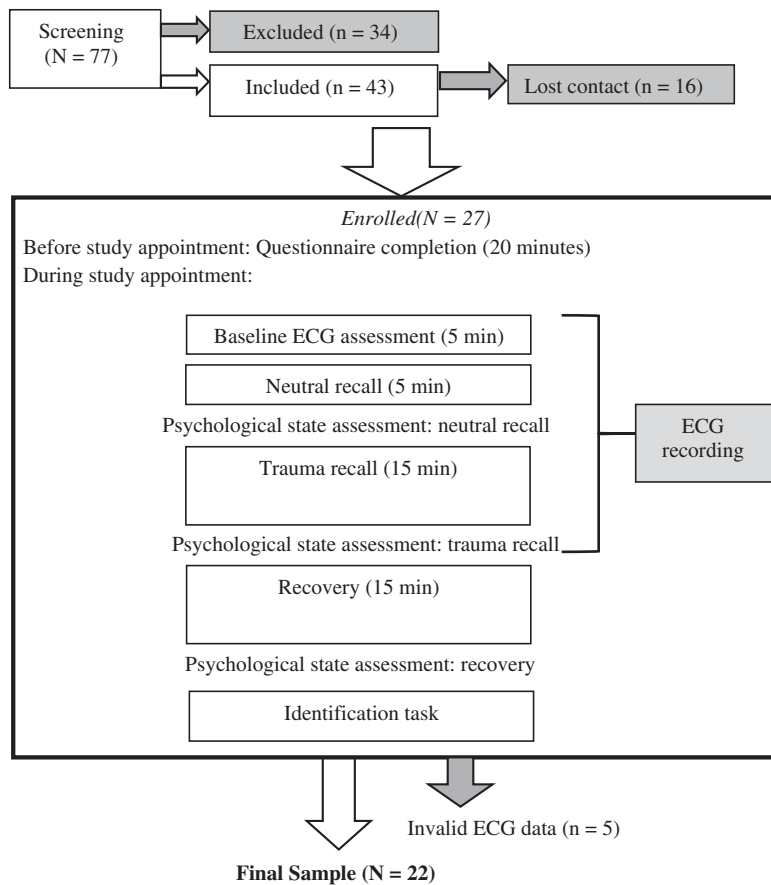 Screening
(N = 77)
Excluded (n = 34)
Included (n = 43)
Lost contact (n = 16)
Enrolled(N = 27)
Before study appointment: Questionnaire completion (20 minutes)
During study appointment:
Baseline ECG assessment (5 min)
Neutral recall (5 min)
Psychological state assessment: neutral recall
ECG
recording
Trauma recall (15 min)
Psychological state assessment: trauma recall
Recovery (15 min)
Psychological state assessment: recovery
Identification task
Invalid ECG data (n = 5)
Final Sample (N = 22)